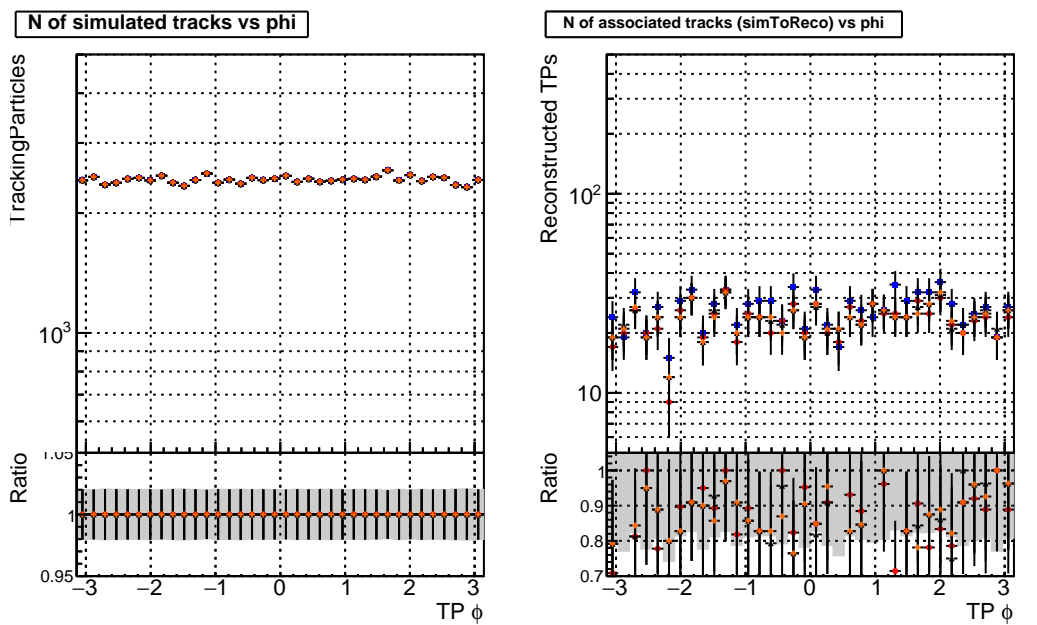 N of simulated tracks vs phi
TrackingParticles
10³
Ratio
1.05
1
0.95
−3 −2 −1 0 1 2 3
TP ϕ
N of associated tracks (simToReco) vs phi
Reconstructed TPs
10²
10
Ratio
1
0.9
0.8
0.7
−3 −2 −1 0 1 2 3
TP ϕ